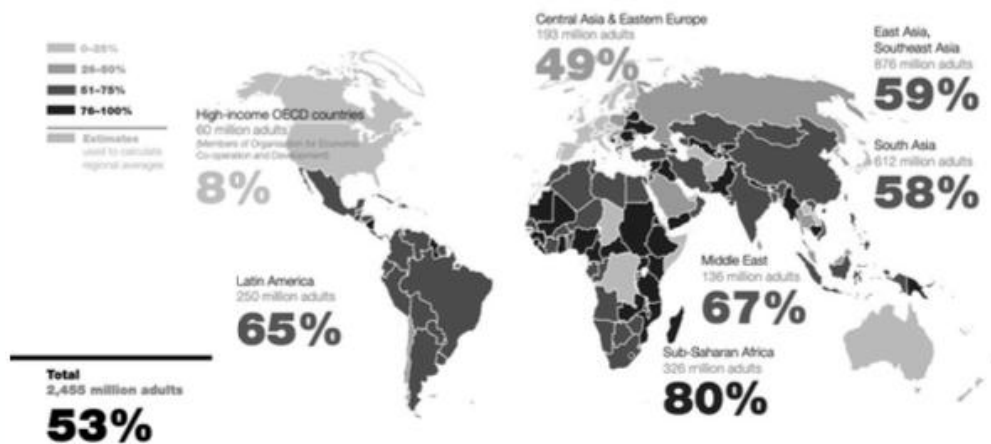 0–25%
26–50%
51–75%
76–100%
Estimates
used to calculate
regional averages
High-income OECD countries
60 million adults
(Members of Organisation for Economic
Co-operation and Development)
8%
Central Asia & Eastern Europe
193 million adults
49%
East Asia,
Southeast Asia
876 million adults
59%
South Asia
612 million adults
58%
Latin America
250 million adults
65%
Middle East
136 million adults
67%
Sub-Saharan Africa
326 million adults
80%
Total
2,455 million adults
53%